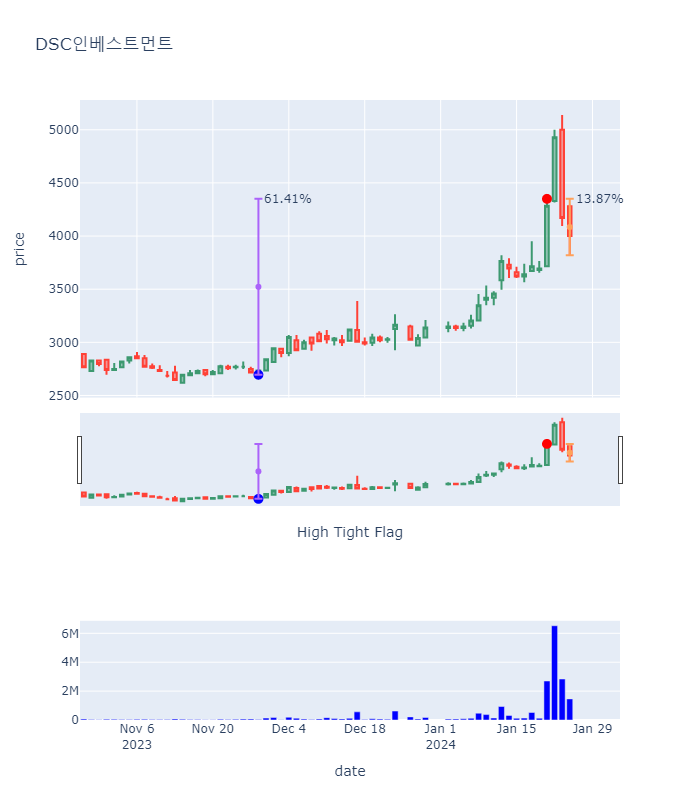 DSC인베스트먼트
5000
4500
4000
3500
3000
2500
price
61.41%
13.87%
High Tight Flag
6M
4M
2M
0
Nov 6
2023
Nov 20
Dec 4
Dec 18
Jan 1
2024
Jan 15
Jan 29
date